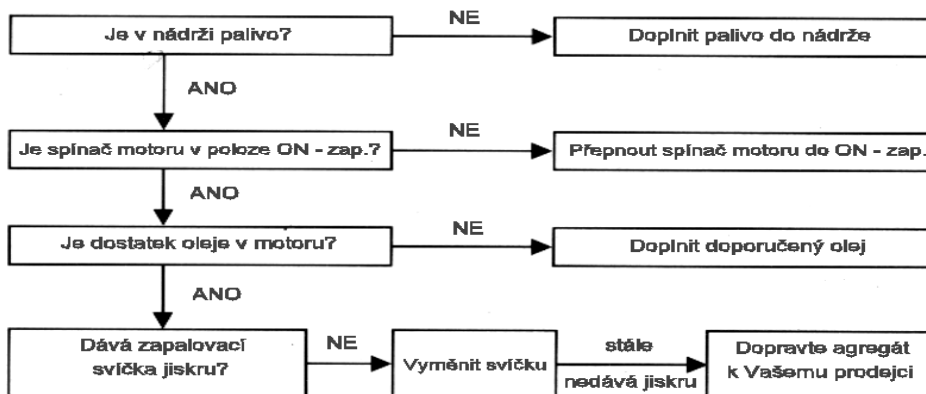 Je v nádrži palivo?
NE
Doplnit palivo do nádrže
ANO
Je spínač motoru v poloze ON - zap.?
NE
Přepnout spínač motoru do ON - zap.
ANO
Je dostatek oleje v motoru?
NE
Doplnit doporučený olej
ANO
Dává zapalovací
svíčka jiskru?
NE
Vyměnit svíčku
stále
nedává jiskru
Dopravte agregát
k Vašemu prodejci